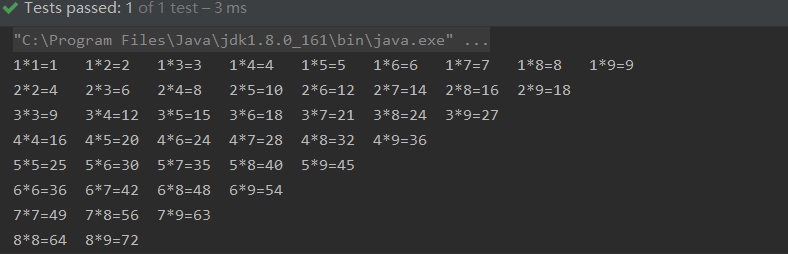 Tests passed: 1 of 1 test – 3 ms
"C:\Program Files\Java\jdk1.8.0_161\bin\java.exe" ...
1*1=1 1*2=2 1*3=3 1*4=4 1*5=5 1*6=6 1*7=7 1*8=8 1*9=9
2*2=4 2*3=6 2*4=8 2*5=10 2*6=12 2*7=14 2*8=16 2*9=18
3*3=9 3*4=12 3*5=15 3*6=18 3*7=21 3*8=24 3*9=27
4*4=16 4*5=20 4*6=24 4*7=28 4*8=32 4*9=36
5*5=25 5*6=30 5*7=35 5*8=40 5*9=45
6*6=36 6*7=42 6*8=48 6*9=54
7*7=49 7*8=56 7*9=63
8*8=64 8*9=72